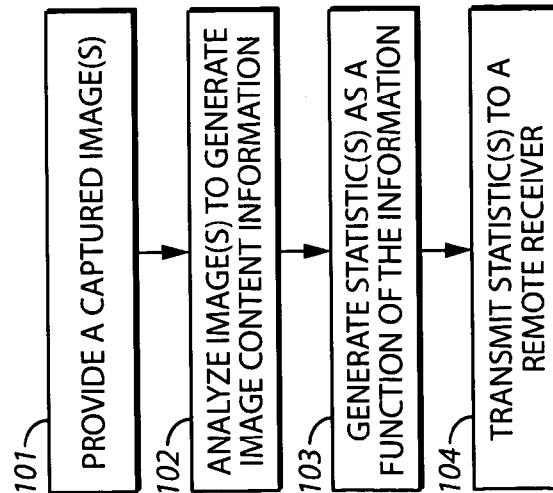 101
PROVIDE A CAPTURED IMAGE(S)
102
ANALYZE IMAGE(S) TO GENERATE
IMAGE CONTENT INFORMATION
103
GENERATE STATISTIC(S) AS A
FUNCTION OF THE INFORMATION
104
TRANSMIT STATISTIC(S) TO A
REMOTE RECEIVER